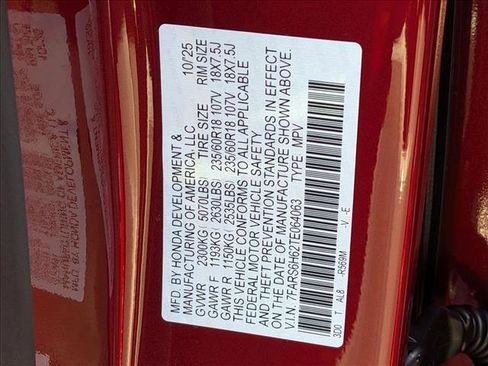 MFD. BY HONDA DEVELOPMENT & 10/25
MANUFACTURING OF AMERICA, LLC
GVWR 2300KG( 5070LBS) TIRE SIZE RIM SIZE
GAWR F 1193KG( 2630LBS) 235/60R18 107V 18X7.5J
GAWR R 1150KG( 2535LBS) 235/60R18 107V 18X7.5J
THIS VEHICLE CONFORMS TO ALL APPLICABLE
FEDERAL MOTOR VEHICLE SAFETY
AND THEFT PREVENTION STANDARDS IN EFFECT
ON THE DATE OF MANUFACTURE SHOWN ABOVE.
V.I.N. 7FARS6H62TE064063 TYPE: MPV
3D0 T AL8 -R569M -V -E